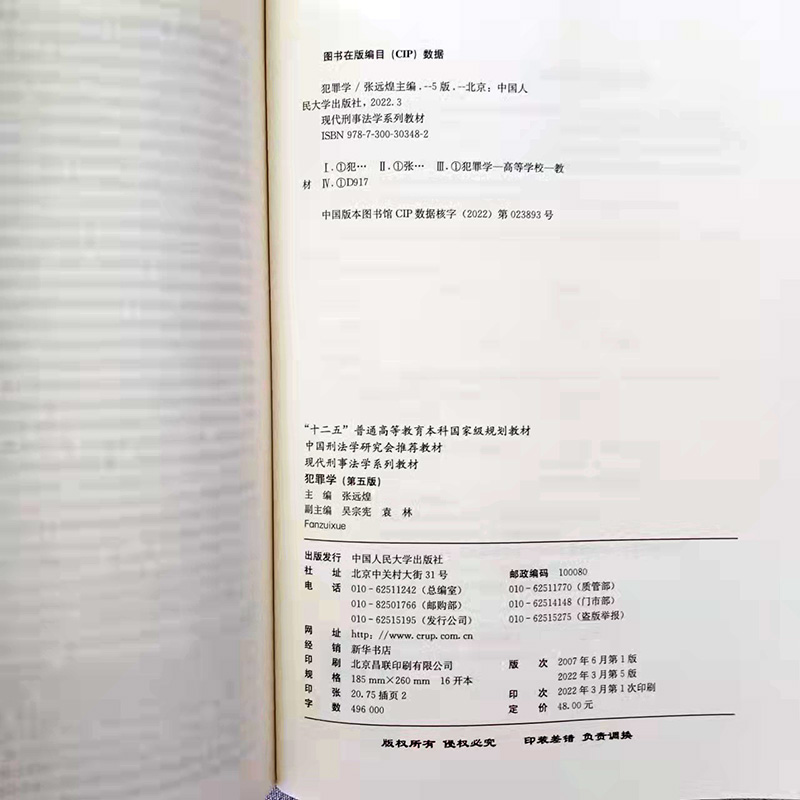 图书在版编目（CIP）数据
犯罪学 / 张远煌主编. --5 版. --北京：中国人
民大学出版社，2022.3
现代刑事法学系列教材
ISBN 978-7-300-30348-2
Ⅰ.①犯… Ⅱ.①张… Ⅲ.①犯罪学—高等学校—教
材 Ⅳ.①D917
中国版本图书馆 CIP 数据核字（2022）第 023893 号
“十二五”普通高等教育本科国家级规划教材
中国刑法学研究会推荐教材
现代刑事法学系列教材
犯罪学（第五版）
主 编 张远煌
副主编 吴宗宪 袁 林
Fanzuixue
出版发行 中国人民大学出版社
社 址 北京中关村大街 31 号 邮政编码 100080
电 话 010-62511242（总编室） 010-62511770（质管部）
010-82501766（邮购部） 010-62514148（门市部）
010-62515195（发行公司） 010-62515275（盗版举报）
网 址 http://www.crup.com.cn
经 销 新华书店
印 刷 北京昌联印刷有限公司 版 次 2007 年 6 月第 1 版
规 格 185 mm×260 mm 16 开本 2022 年 3 月第 5 版
印 张 20.75 插页 2 印 次 2022 年 3 月第 1 次印刷
字 数 496 000 定 价 48.00 元
版权所有 侵权必究 印装差错 负责调换